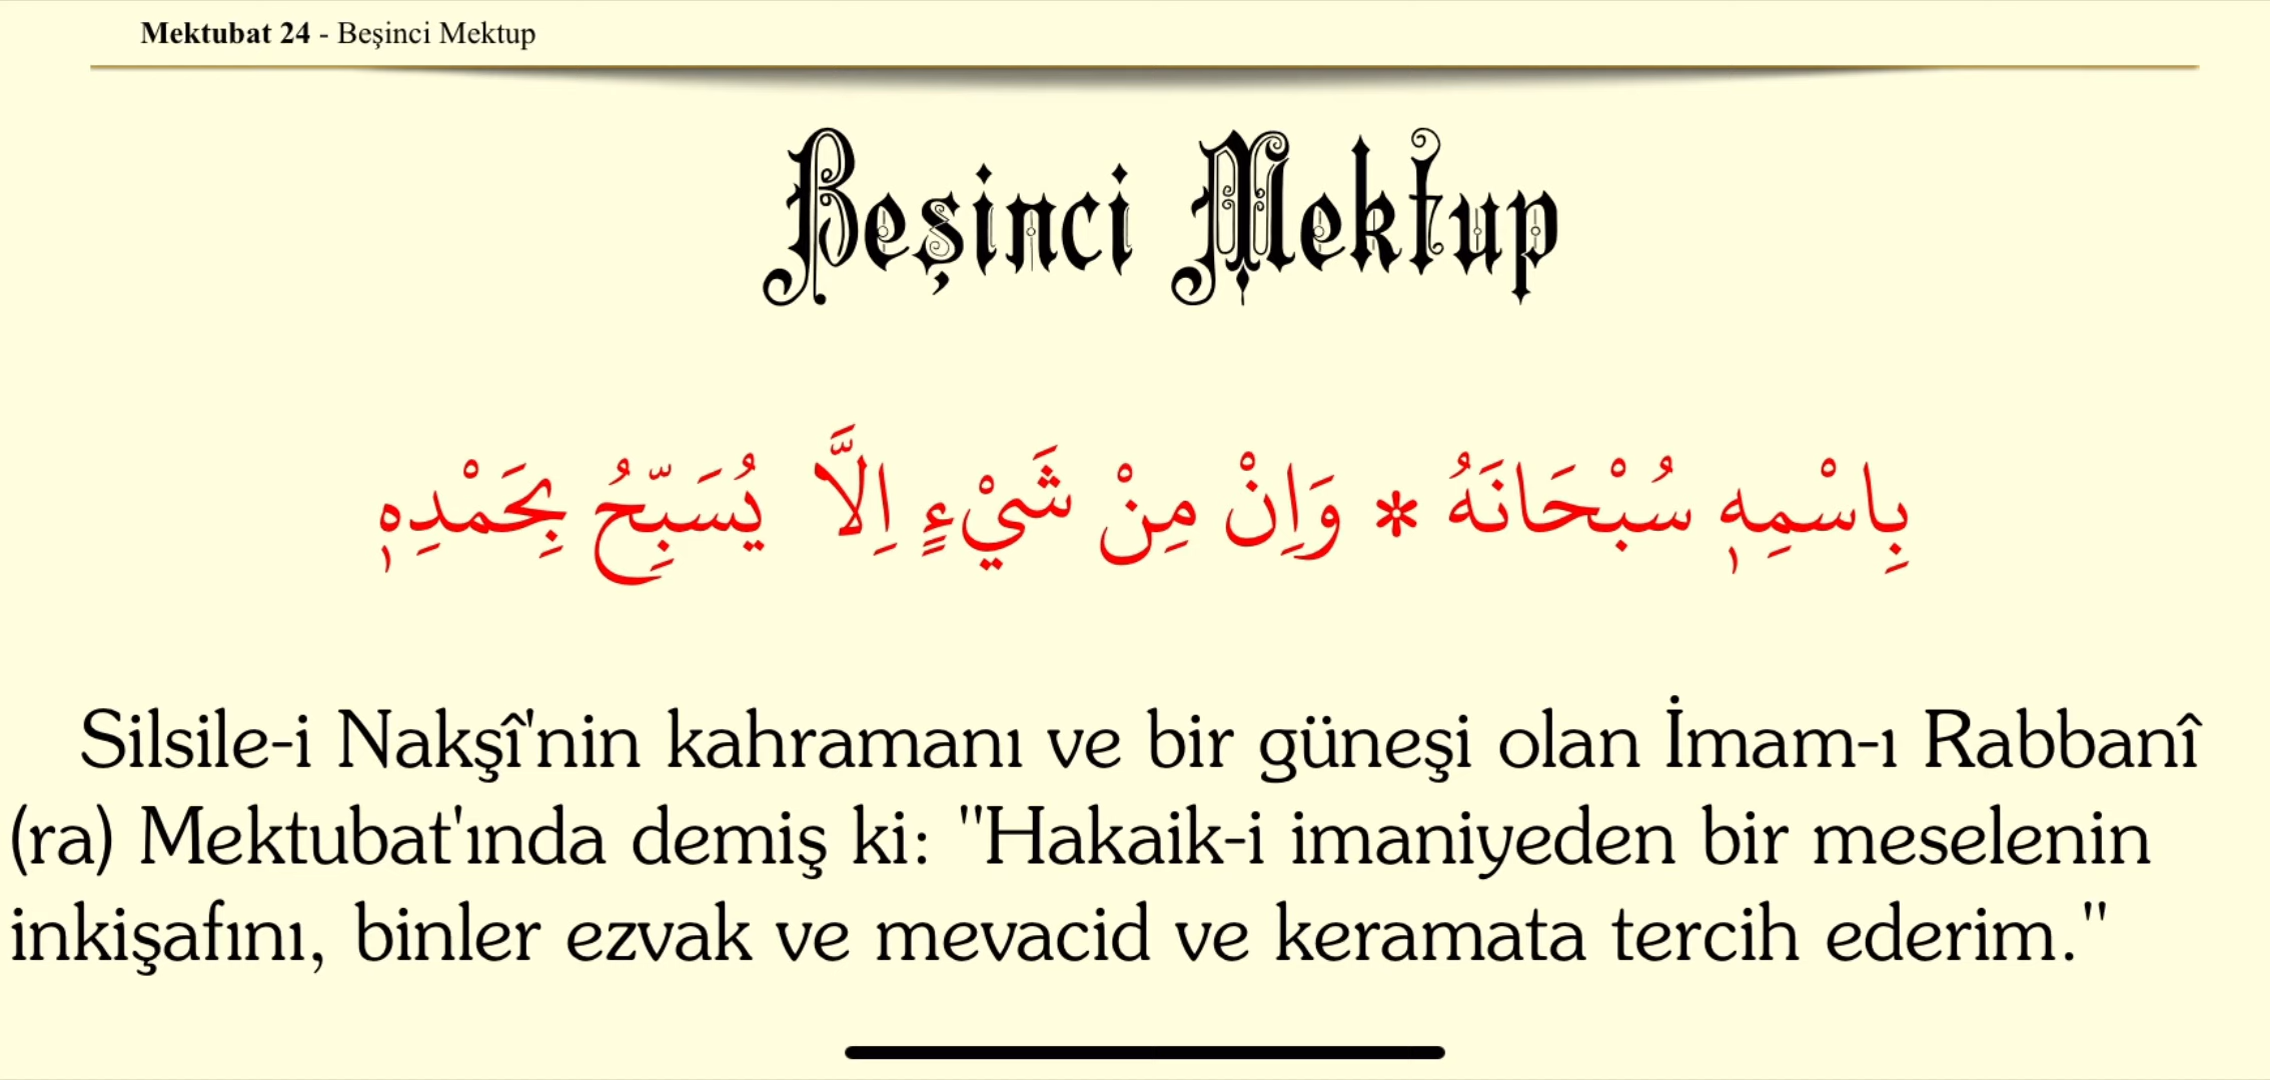 Mektubat 24 - Beşinci Mektup
Beşinci Mektup
بِاسْمِهٖ سُبْحَانَهُ * وَاِنْ مِنْ شَيْءٍ اِلَّا يُسَبِّحُ بِحَمْدِهٖ
Silsile-i Nakşî'nin kahramanı ve bir güneşi olan İmam-ı Rabbanî
(ra) Mektubat'ında demiş ki: "Hakaik-i imaniyeden bir meselenin
inkişafını, binler ezvak ve mevacid ve keramata tercih ederim."